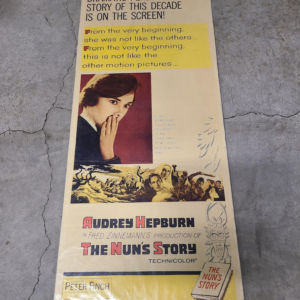 STORY OF THIS DECADE
IS ON THE SCREEN!
From the very beginning,
she was not like the others...
From the very beginning,
this is not like the
other motion pictures...
AUDREY HEPBURN
IN FRED ZINNEMANN'S PRODUCTION OF
THE NUN'S STORY
TECHNICOLOR®
THE
NUN'S
STORY
PETER FINCH